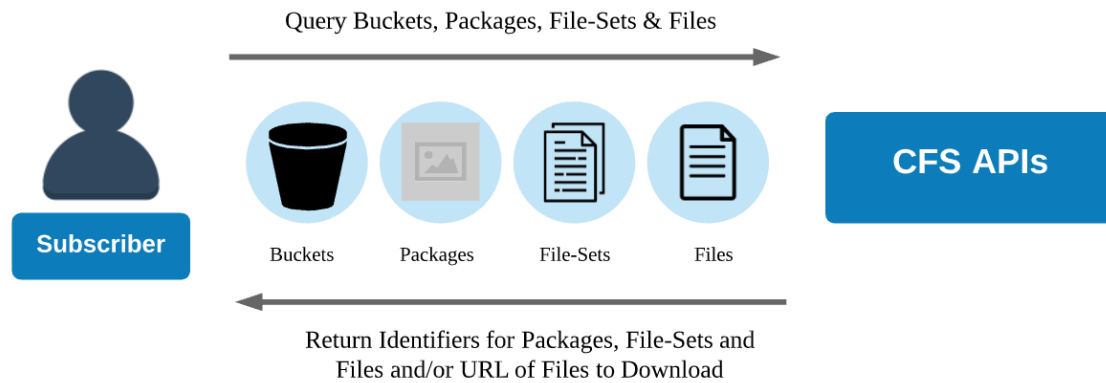 Query Buckets, Packages, File-Sets & Files
Subscriber
Buckets
Packages
File-Sets
Files
CFS APIs
Return Identifiers for Packages, File-Sets and
Files and/or URL of Files to Download